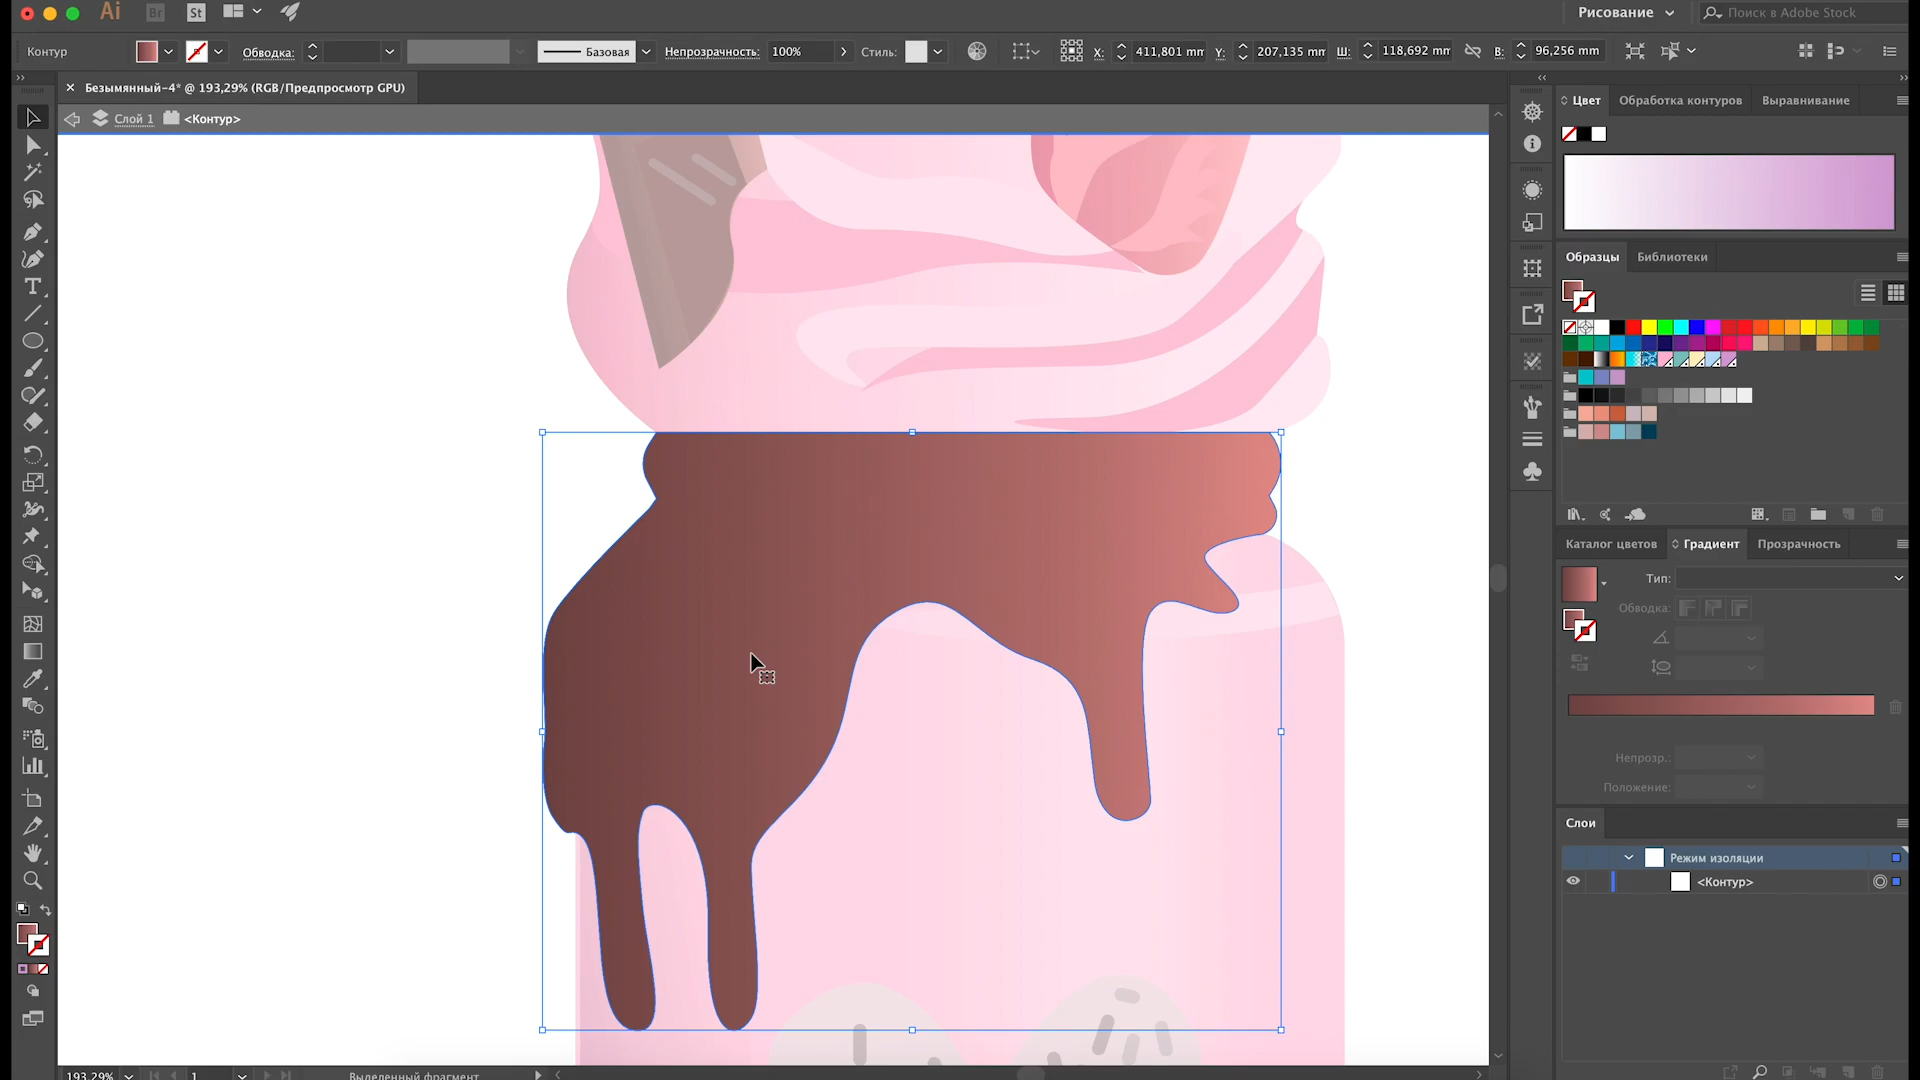 Ai Br St Рисование Поиск в Adobe Stock
Контур Обводка: Базовая Непрозрачность: 100% Стиль: X: 411,801 mm Y: 207,135 mm Ш: 118,692 mm В: 96,256 mm
× Безымянный-4* @ 193,29% (RGB/Предпросмотр GPU)
Слой 1 <Контур>
Цвет Обработка контуров Выравнивание
Образцы Библиотеки
Каталог цветов Градиент Прозрачность
Тип:
Обводка:
Непрозр.:
Положение:
Слои
Режим изоляции
<Контур>
193,29% 1 Выделенный фрагмент